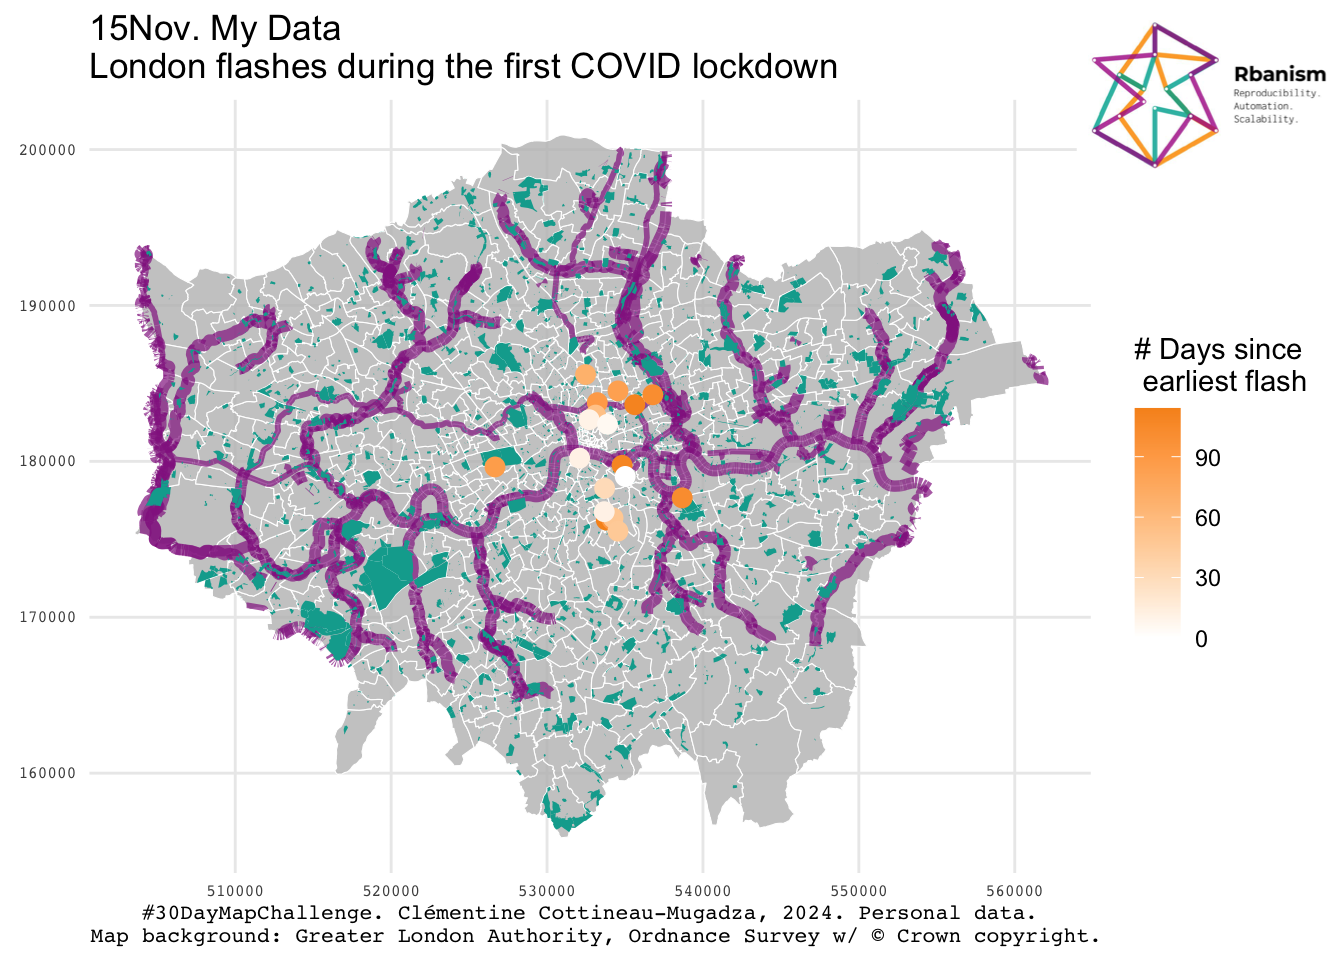 15Nov. My Data
London flashes during the first COVID lockdown
Rbanism
Reproducibility.
Automation.
Scalability.
200000
190000
180000
170000
160000
510000
520000
530000
540000
550000
560000
# Days since
earliest flash
90
60
30
0
#30DayMapChallenge. Clémentine Cottineau-Mugadza, 2024. Personal data.
Map background: Greater London Authority, Ordnance Survey w/ © Crown copyright.